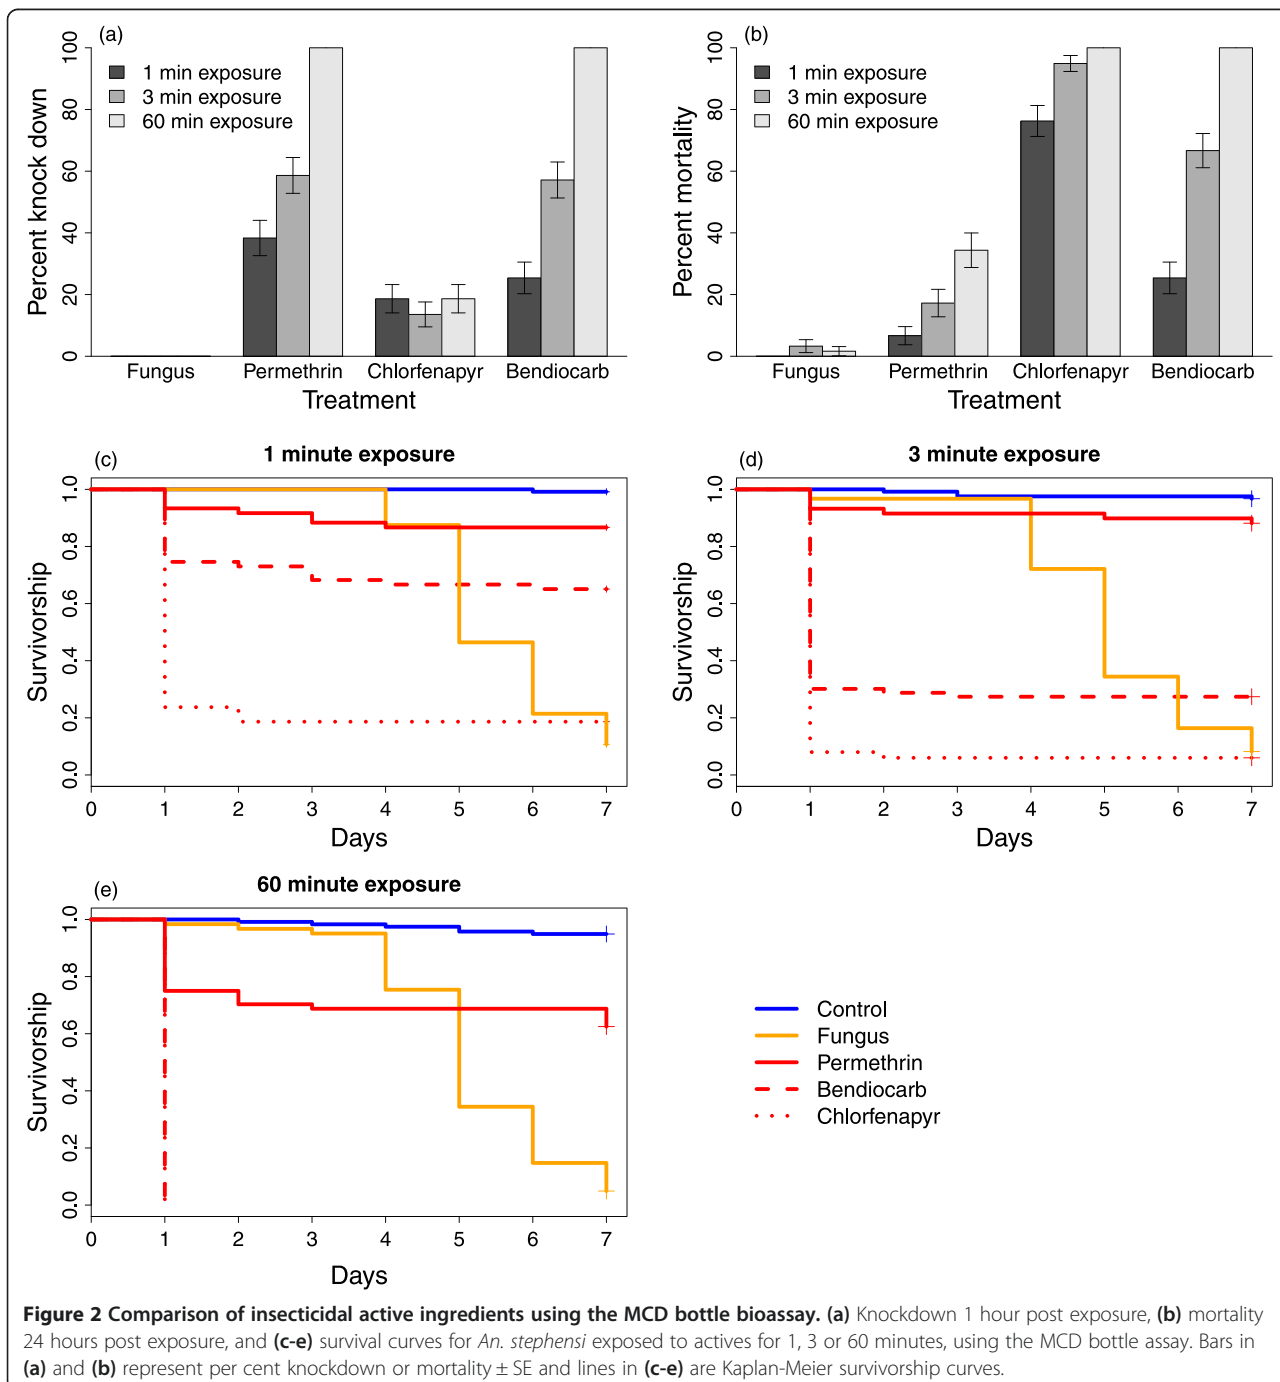 (a)
100
80
60
40
20
0
Percent knock down
1 min exposure
3 min exposure
60 min exposure
Fungus Permethrin Chlorfenapyr Bendiocarb
Treatment
(b)
100
80
60
40
20
0
Percent mortality
1 min exposure
3 min exposure
60 min exposure
Fungus Permethrin Chlorfenapyr Bendiocarb
Treatment
(c)
1 minute exposure
1.0
0.8
0.6
0.4
0.2
0.0
Survivorship
0 1 2 3 4 5 6 7
Days
(d)
3 minute exposure
1.0
0.8
0.6
0.4
0.2
0.0
Survivorship
0 1 2 3 4 5 6 7
Days
(e)
60 minute exposure
1.0
0.8
0.6
0.4
0.2
0.0
Survivorship
0 1 2 3 4 5 6 7
Days
Control
Fungus
Permethrin
Bendiocarb
Chlorfenapyr
Figure 2 Comparison of insecticidal active ingredients using the MCD bottle bioassay. (a) Knockdown 1 hour post exposure, (b) mortality
24 hours post exposure, and (c-e) survival curves for An. stephensi exposed to actives for 1, 3 or 60 minutes, using the MCD bottle assay. Bars in
(a) and (b) represent per cent knockdown or mortality ± SE and lines in (c-e) are Kaplan-Meier survivorship curves.